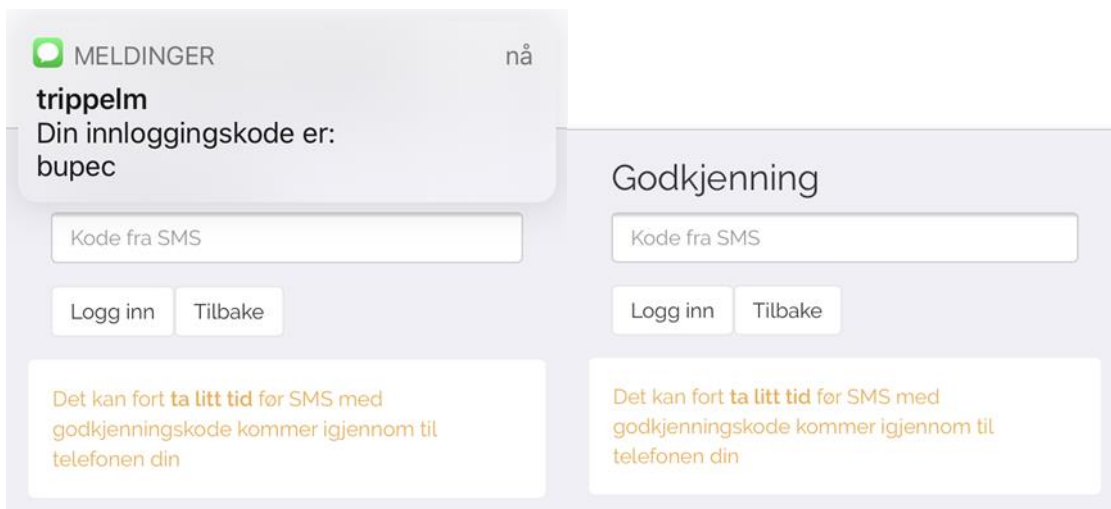 MELDINGER nå
trippelm
Din innloggingskode er:
bupec
Kode fra SMS
Logg inn Tilbake
Det kan fort ta litt tid før SMS med
godkjenningskode kommer igjennom til
telefonen din
Godkjenning
Kode fra SMS
Logg inn Tilbake
Det kan fort ta litt tid før SMS med
godkjenningskode kommer igjennom til
telefonen din